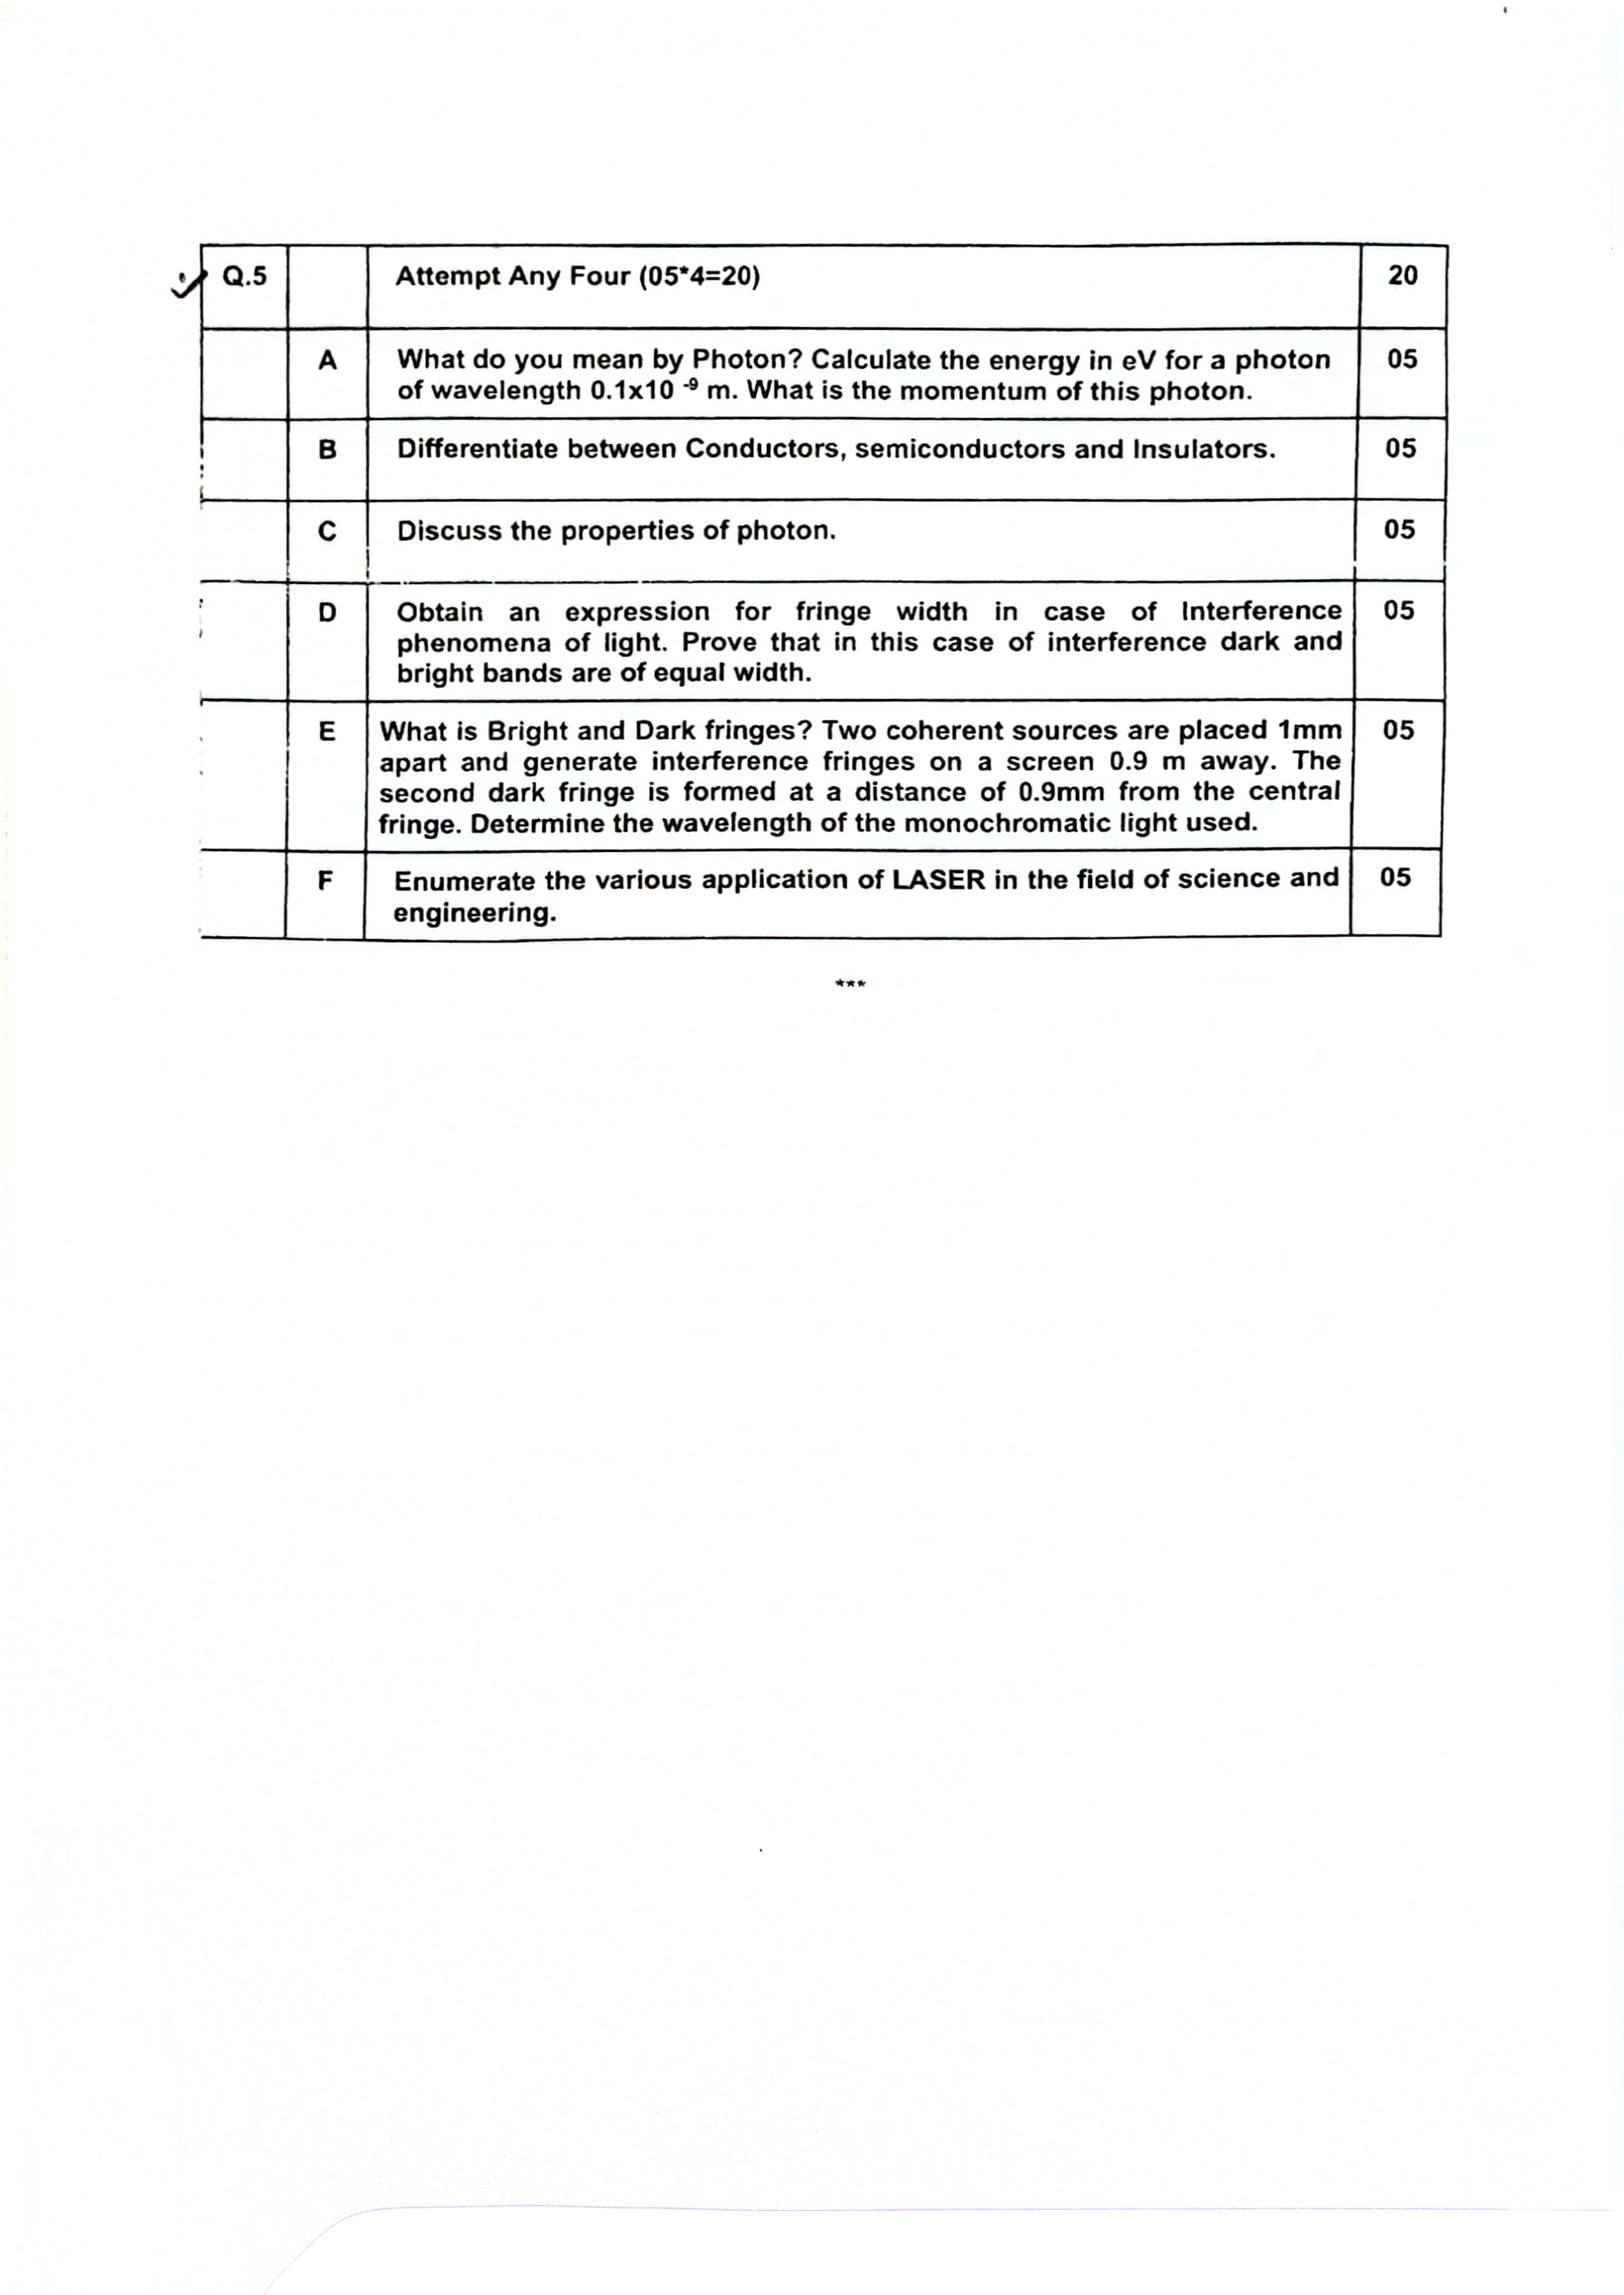 Q.5 Attempt Any Four (05*4=20) 20
A What do you mean by Photon? Calculate the energy in eV for a photon 05
of wavelength 0.1x10 -9 m. What is the momentum of this photon.
B Differentiate between Conductors, semiconductors and Insulators. 05
C Discuss the properties of photon. 05
D Obtain an expression for fringe width in case of Interference 05
phenomena of light. Prove that in this case of interference dark and
bright bands are of equal width.
E What is Bright and Dark fringes? Two coherent sources are placed 1mm 05
apart and generate interference fringes on a screen 0.9 m away. The
second dark fringe is formed at a distance of 0.9mm from the central
fringe. Determine the wavelength of the monochromatic light used.
F Enumerate the various application of LASER in the field of science and 05
engineering.
***